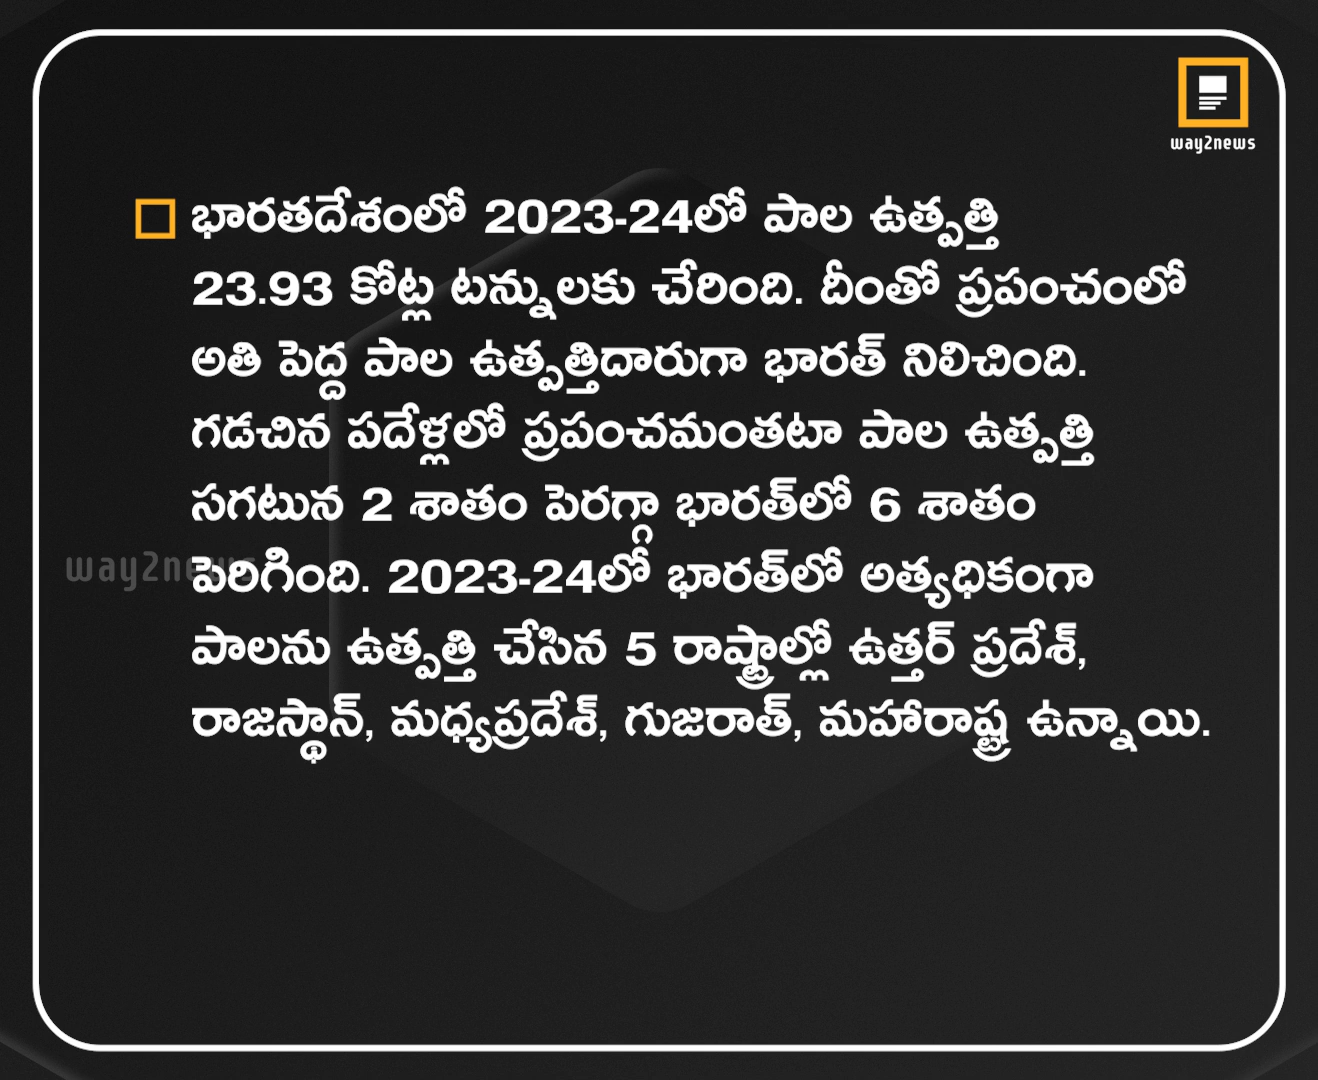 way2news
భారతదేశంలో 2023-24లో పాల ఉత్పత్తి
23.93 కోట్ల టన్నులకు చేరింది. దీంతో ప్రపంచంలో
అతి పెద్ద పాల ఉత్పత్తిదారుగా భారత్ నిలిచింది.
గడచిన పదేళ్లలో ప్రపంచమంతటా పాల ఉత్పత్తి
సగటున 2 శాతం పెరగ్గా భారత్‌లో 6 శాతం
way2news
పెరిగింది. 2023-24లో భారత్‌లో అత్యధికంగా
పాలను ఉత్పత్తి చేసిన 5 రాష్ట్రాల్లో ఉత్తర్ ప్రదేశ్,
రాజస్థాన్, మధ్యప్రదేశ్, గుజరాత్, మహారాష్ట్ర ఉన్నాయి.